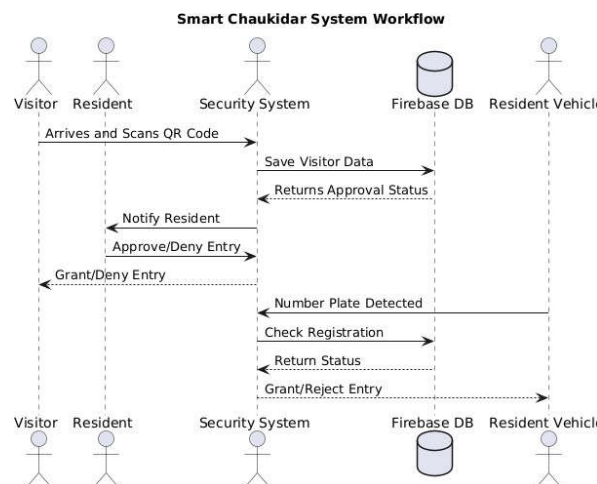 Smart Chaukidar System Workflow
Visitor Resident Security System Firebase DB Resident Vehicle
Arrives and Scans QR Code
Save Visitor Data
Returns Approval Status
Notify Resident
Approve/Deny Entry
Grant/Deny Entry
Number Plate Detected
Check Registration
Return Status
Grant/Reject Entry
Visitor Resident Security System Firebase DB Resident Vehicle